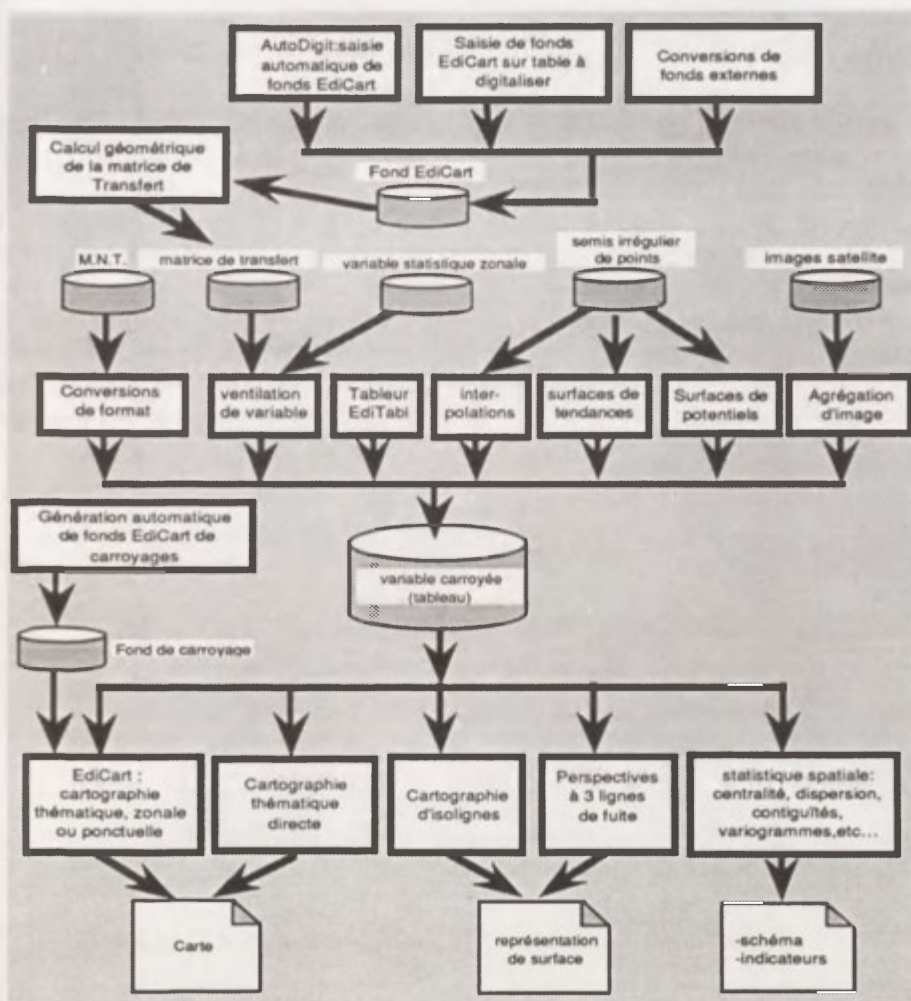 AutoDigit:saisie
automatique de
fonds EdiCart
Saisie de fonds
EdiCart sur table à
digitaliser
Conversions de
fonds externes
Calcul géométrique
de la matrice de
Transfert
Fond EdiCart
M.N.T.
matrice de transfert
variable statistique zonale
semis irrégulier
de points
images satellite
Conversions
de format
ventilation
de variable
Tableur
EdiTabl
inter-
polations
surfaces de
tendances
Surfaces de
potentiels
Agrégation
d'image
Génération automatique
de fonds EdiCart de
carroyages
variable carroyée
(tableau)
Fond de carroyage
EdiCart :
cartographie
thématique, zonale
ou ponctuelle
Cartographie
thématique
directe
Cartographie
d'isolignes
Perspectives
à 3 lignes
de fuite
statistique spatiale:
centralité, dispersion,
contiguïtés,
variogrammes,etc...
Carte
représentation
de surface
-schéma
-indicateurs